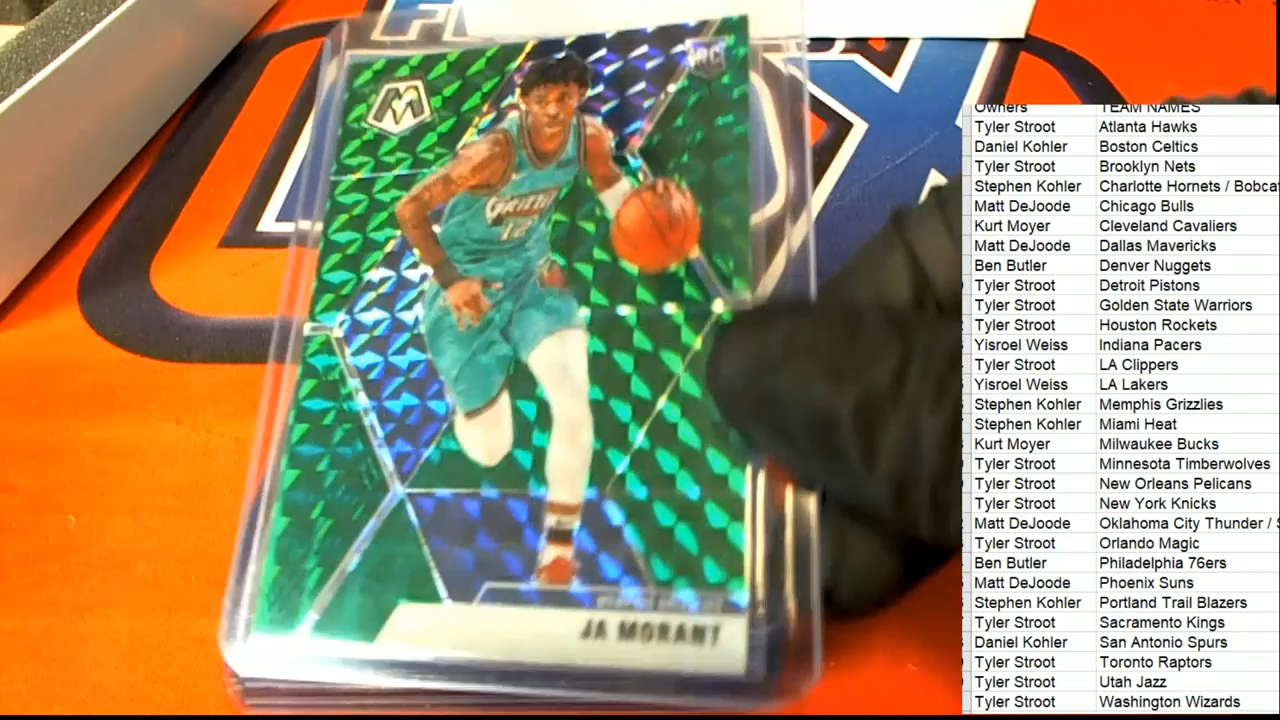 M
RC
GRIZZLIES
12
JA MORANT
Owners TEAM NAMES
Tyler Stroot Atlanta Hawks
Daniel Kohler Boston Celtics
Tyler Stroot Brooklyn Nets
Stephen Kohler Charlotte Hornets / Bobca
Matt DeJoode Chicago Bulls
Kurt Moyer Cleveland Cavaliers
Matt DeJoode Dallas Mavericks
Ben Butler Denver Nuggets
Tyler Stroot Detroit Pistons
Tyler Stroot Golden State Warriors
Tyler Stroot Houston Rockets
Yisroel Weiss Indiana Pacers
Tyler Stroot LA Clippers
Yisroel Weiss LA Lakers
Stephen Kohler Memphis Grizzlies
Stephen Kohler Miami Heat
Kurt Moyer Milwaukee Bucks
Tyler Stroot Minnesota Timberwolves
Tyler Stroot New Orleans Pelicans
Tyler Stroot New York Knicks
Matt DeJoode Oklahoma City Thunder /
Tyler Stroot Orlando Magic
Ben Butler Philadelphia 76ers
Matt DeJoode Phoenix Suns
Stephen Kohler Portland Trail Blazers
Tyler Stroot Sacramento Kings
Daniel Kohler San Antonio Spurs
Tyler Stroot Toronto Raptors
Tyler Stroot Utah Jazz
Tyler Stroot Washington Wizards